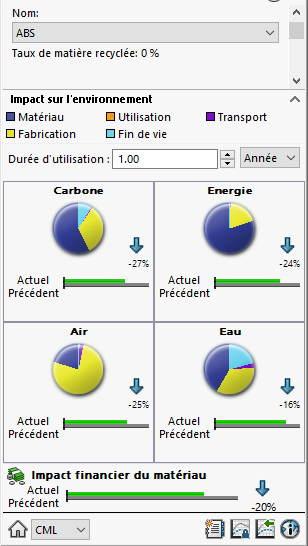 Nom:
ABS
Taux de matière recyclée: 0 %
Impact sur l'environnement
Matériau Utilisation Transport
Fabrication Fin de vie
Durée d'utilisation : 1.00 Année
Carbone Energie
-27% -24%
Actuel Actuel
Précédent Précédent
Air Eau
-25% -16%
Actuel Actuel
Précédent Précédent
Impact financier du matériau
Actuel
Précédent
-20%
CML